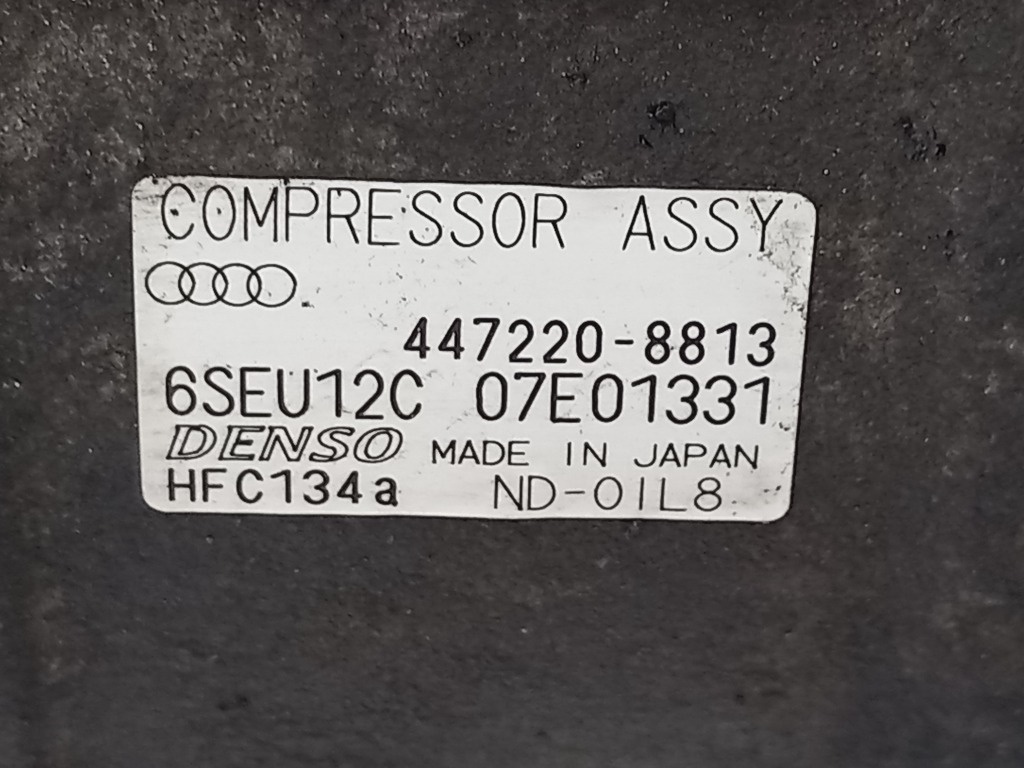 COMPRESSOR ASSY
447220-8813
6SEU12C 07E01331
DENSO MADE IN JAPAN
HFC134a ND-OIL8